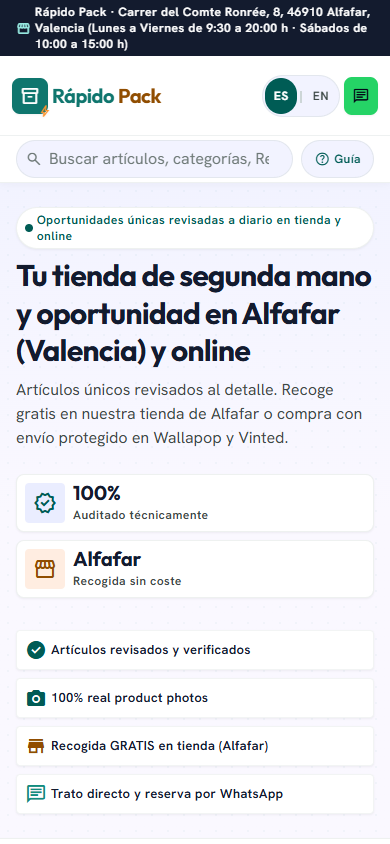 Rápido Pack · Carrer del Comte Ronrée, 8, 46910 Alfafar,
Valencia (Lunes a Viernes de 9:30 a 20:00 h · Sábados de
10:00 a 15:00 h)
Rápido Pack
ES | EN
Buscar artículos, categorías, Re
Guía
Oportunidades únicas revisadas a diario en tienda y
online
Tu tienda de segunda mano
y oportunidad en Alfafar
(Valencia) y online
Artículos únicos revisados al detalle. Recoge
gratis en nuestra tienda de Alfafar o compra con
envío protegido en Wallapop y Vinted.
100%
Auditado técnicamente
Alfafar
Recogida sin coste
Artículos revisados y verificados
100% real product photos
Recogida GRATIS en tienda (Alfafar)
Trato directo y reserva por WhatsApp